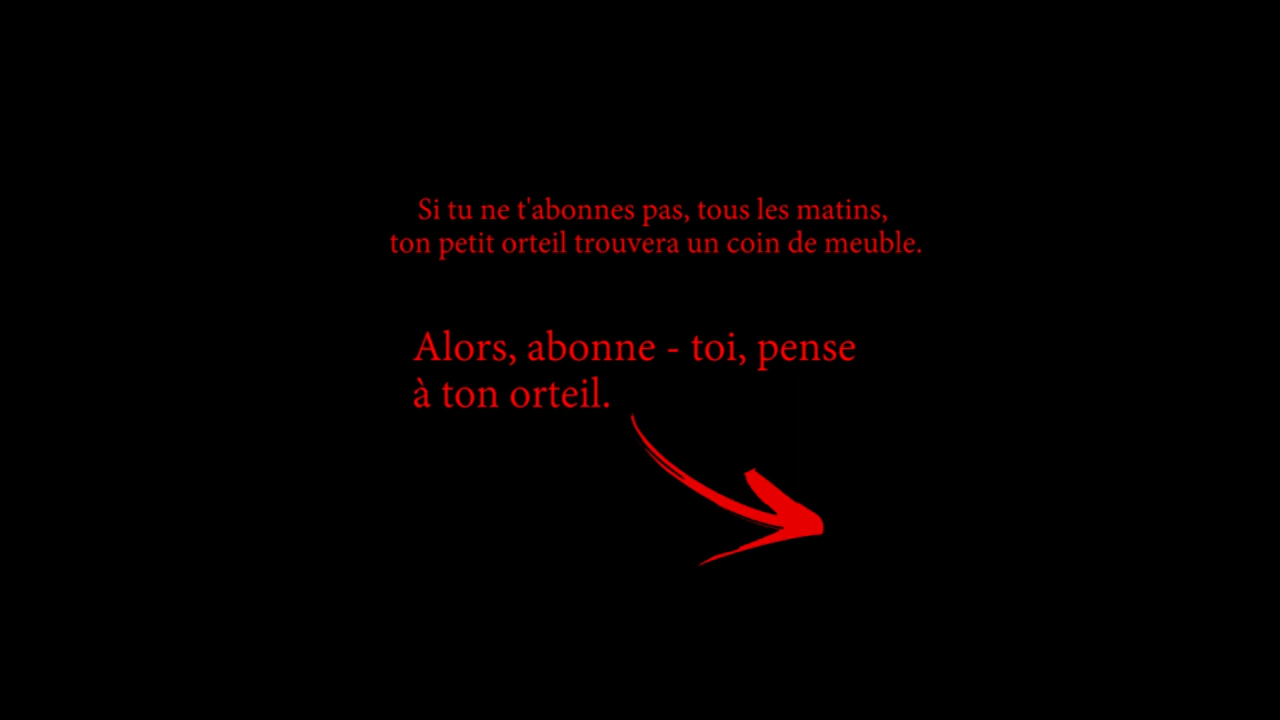 Si tu ne t'abonnes pas, tous les matins,
ton petit orteil trouvera un coin de meuble.
Alors, abonne - toi, pense
à ton orteil.